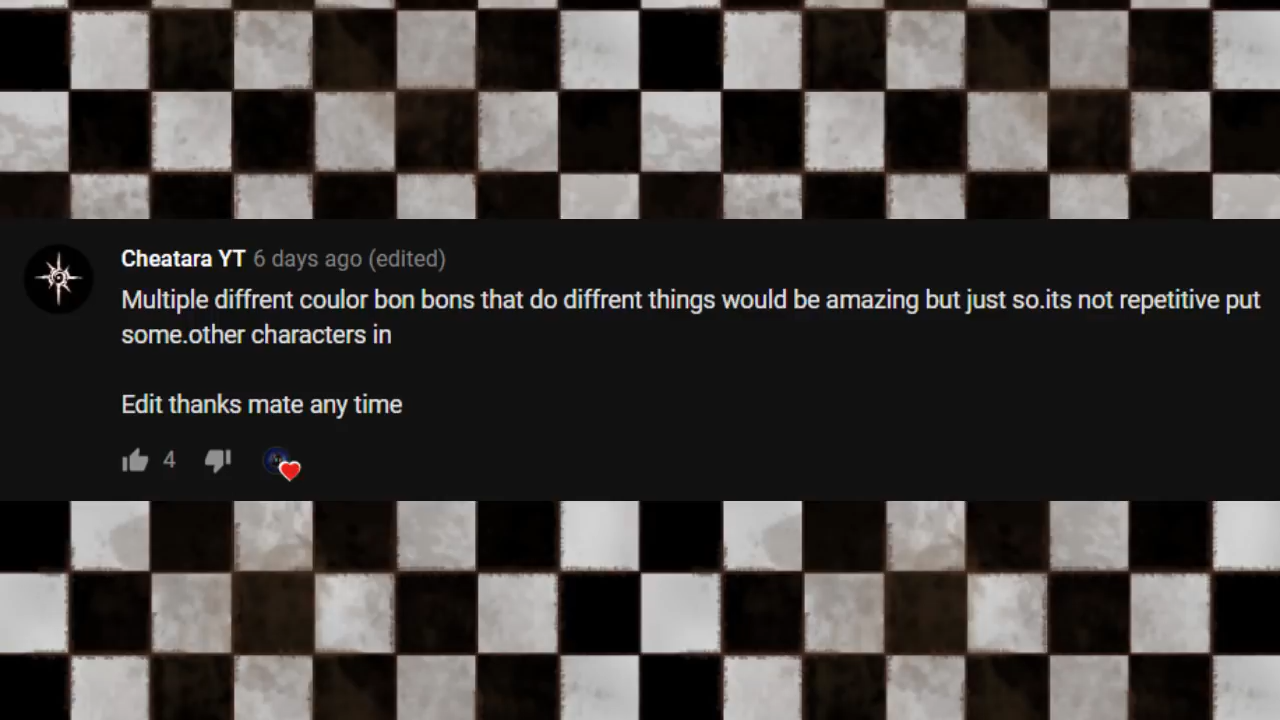 Cheatara YT 6 days ago (edited)
Multiple diffrent coulor bon bons that do diffrent things would be amazing but just so.its not repetitive put
some.other characters in
Edit thanks mate any time
4